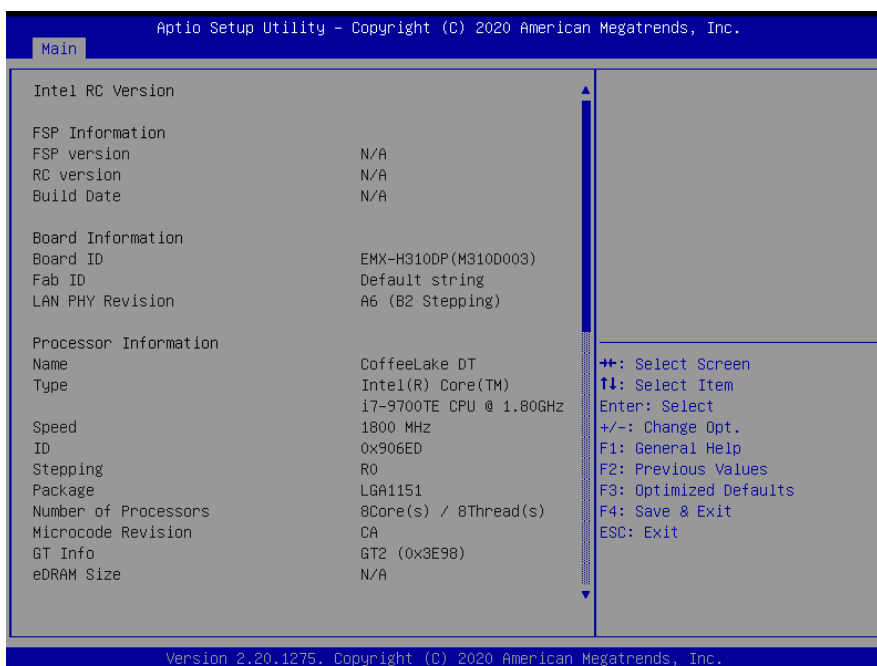 Aptio Setup Utility – Copyright (C) 2020 American Megatrends, Inc.
Main
Intel RC Version
FSP Information
FSP version N/A
RC version N/A
Build Date N/A
Board Information
Board ID EMX-H310DP(M310D003)
Fab ID Default string
LAN PHY Revision A6 (B2 Stepping)
Processor Information
Name CoffeeLake DT
Type Intel(R) Core(TM)
i7-9700TE CPU @ 1.80GHz
Speed 1800 MHz
ID 0x906ED
Stepping R0
Package LGA1151
Number of Processors 8Core(s) / 8Thread(s)
Microcode Revision CA
GT Info GT2 (0x3E98)
eDRAM Size N/A
→←: Select Screen
↑↓: Select Item
Enter: Select
+/-: Change Opt.
F1: General Help
F2: Previous Values
F3: Optimized Defaults
F4: Save & Exit
ESC: Exit
Version 2.20.1275. Copyright (C) 2020 American Megatrends, Inc.